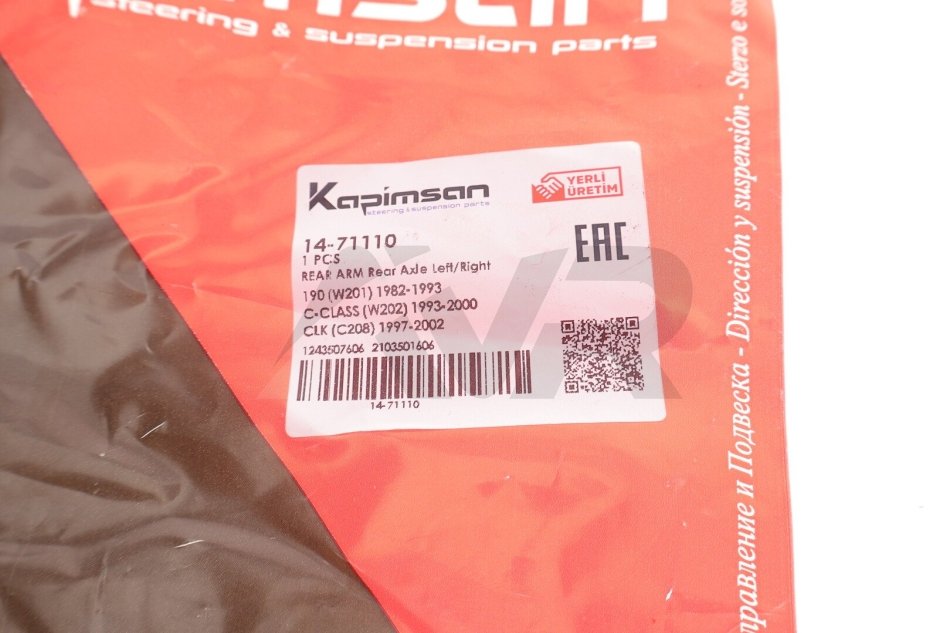 steering & suspension parts
Kapimsan
steering & suspension parts
YERLİ
ÜRETİM
14-71110
1 PCS
REAR ARM Rear Axle Left/Right
EAC
190 (W201) 1982-1993
C-CLASS (W202) 1993-2000
CLK (C208) 1997-2002
1243507606 2103501606
14-71110
правление и Подвеска - Dirección y suspensión - Sterzo e so